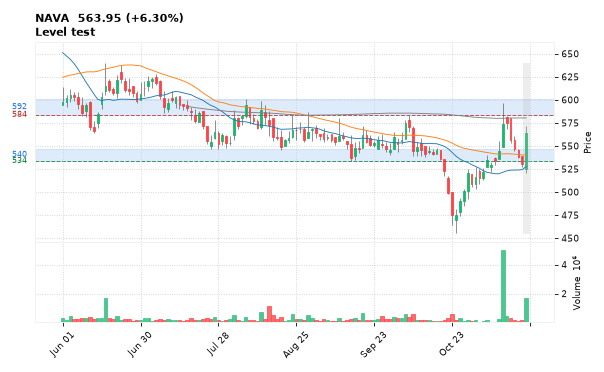 NAVA 563.95 (+6.30%)
Level test
650
625
600
592
584
575
550
540
534
525
500
475
450
Price
4
2
Volume 10⁶
Jun 01
Jun 30
Jul 28
Aug 25
Sep 23
Oct 23